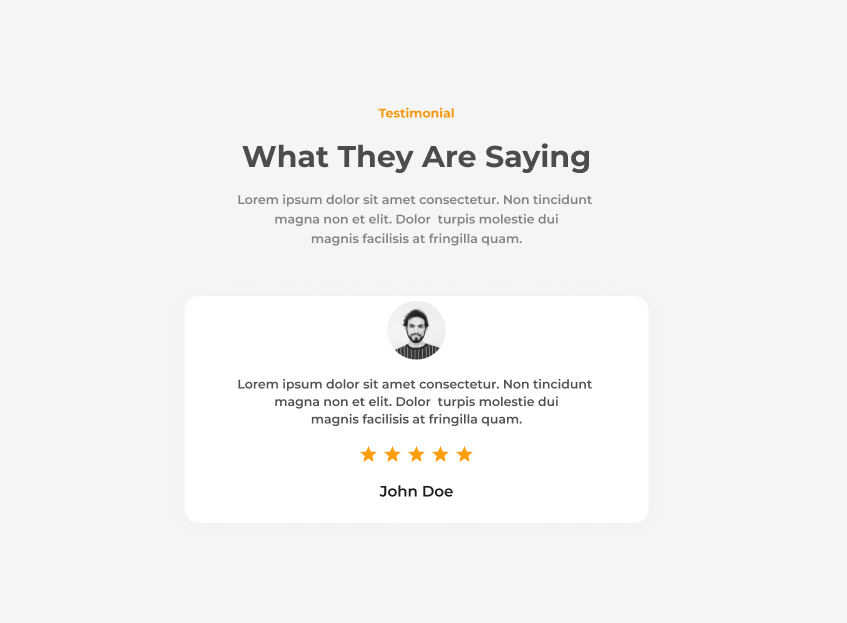 Testimonial
What They Are Saying
Lorem ipsum dolor sit amet consectetur. Non tincidunt
magna non et elit. Dolor  turpis molestie dui
magnis facilisis at fringilla quam.
Lorem ipsum dolor sit amet consectetur. Non tincidunt
magna non et elit. Dolor  turpis molestie dui
magnis facilisis at fringilla quam.
John Doe